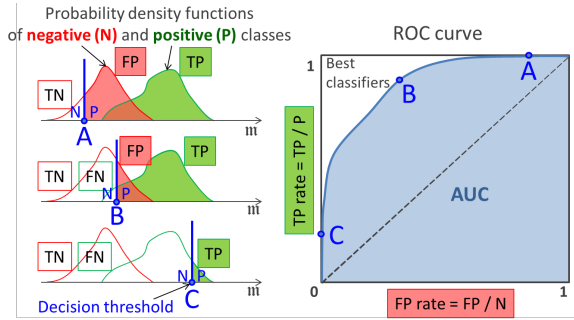 Probability density functions
of negative (N) and positive (P) classes
FP
TP
TN
N P
A
m
FP
TP
TN
FN
N P
B
m
TP
TN
FN
N P
C
m
Decision threshold
ROC curve
1
Best
classifiers
A
B
TP rate = TP / P
AUC
C
0
1
FP rate = FP / N